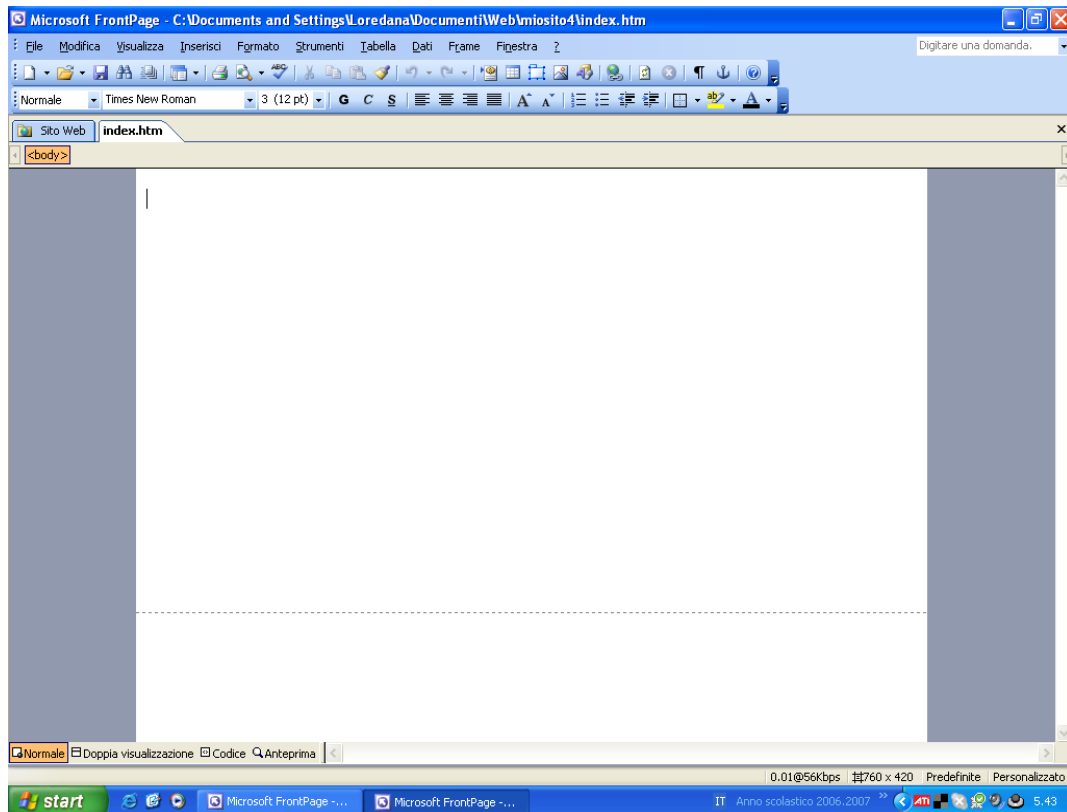 Microsoft FrontPage - C:\Documents and Settings\Loredana\Documenti\Web\miosito4\index.htm
File Modifica Visualizza Inserisci Formato Strumenti Tabella Dati Frame Finestra ? Digitare una domanda.
Normale Times New Roman 3 (12 pt) G C S A A A
Sito Web index.htm
<body>
Normale Doppia visualizzazione Codice Anteprima
0.01@56Kbps 760 x 420 Predefinite Personalizzato
start Microsoft FrontPage -... Microsoft FrontPage -... IT Anno scolastico 2006.2007 » ATI 5.43